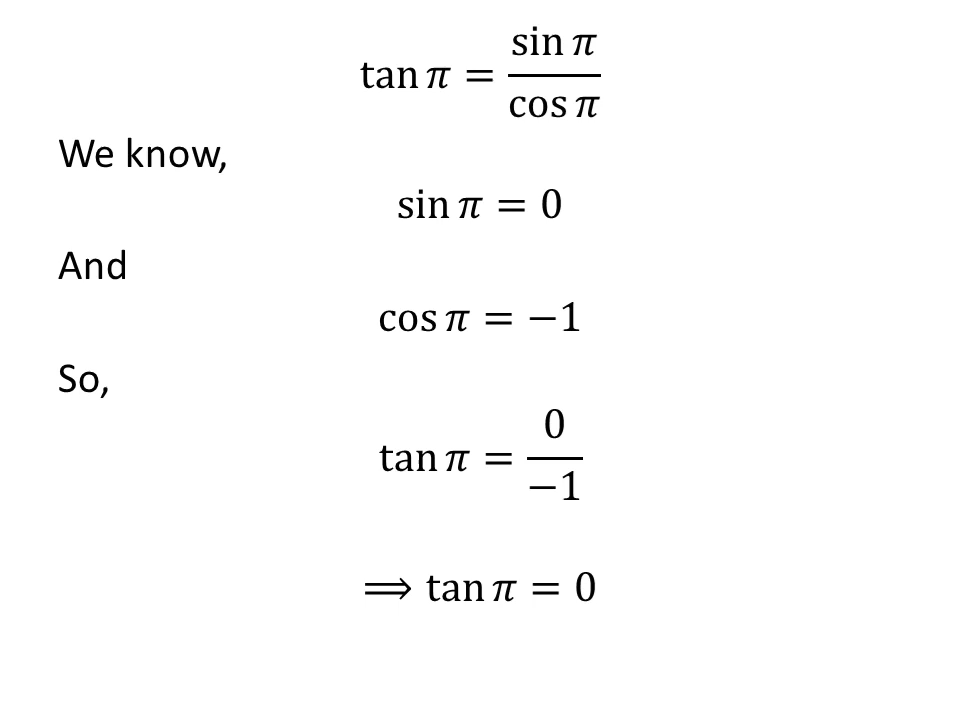 tan π = sin π / cos π
We know,
sin π = 0
And
cos π = −1
So,
tan π = 0 / −1
⟹ tan π = 0